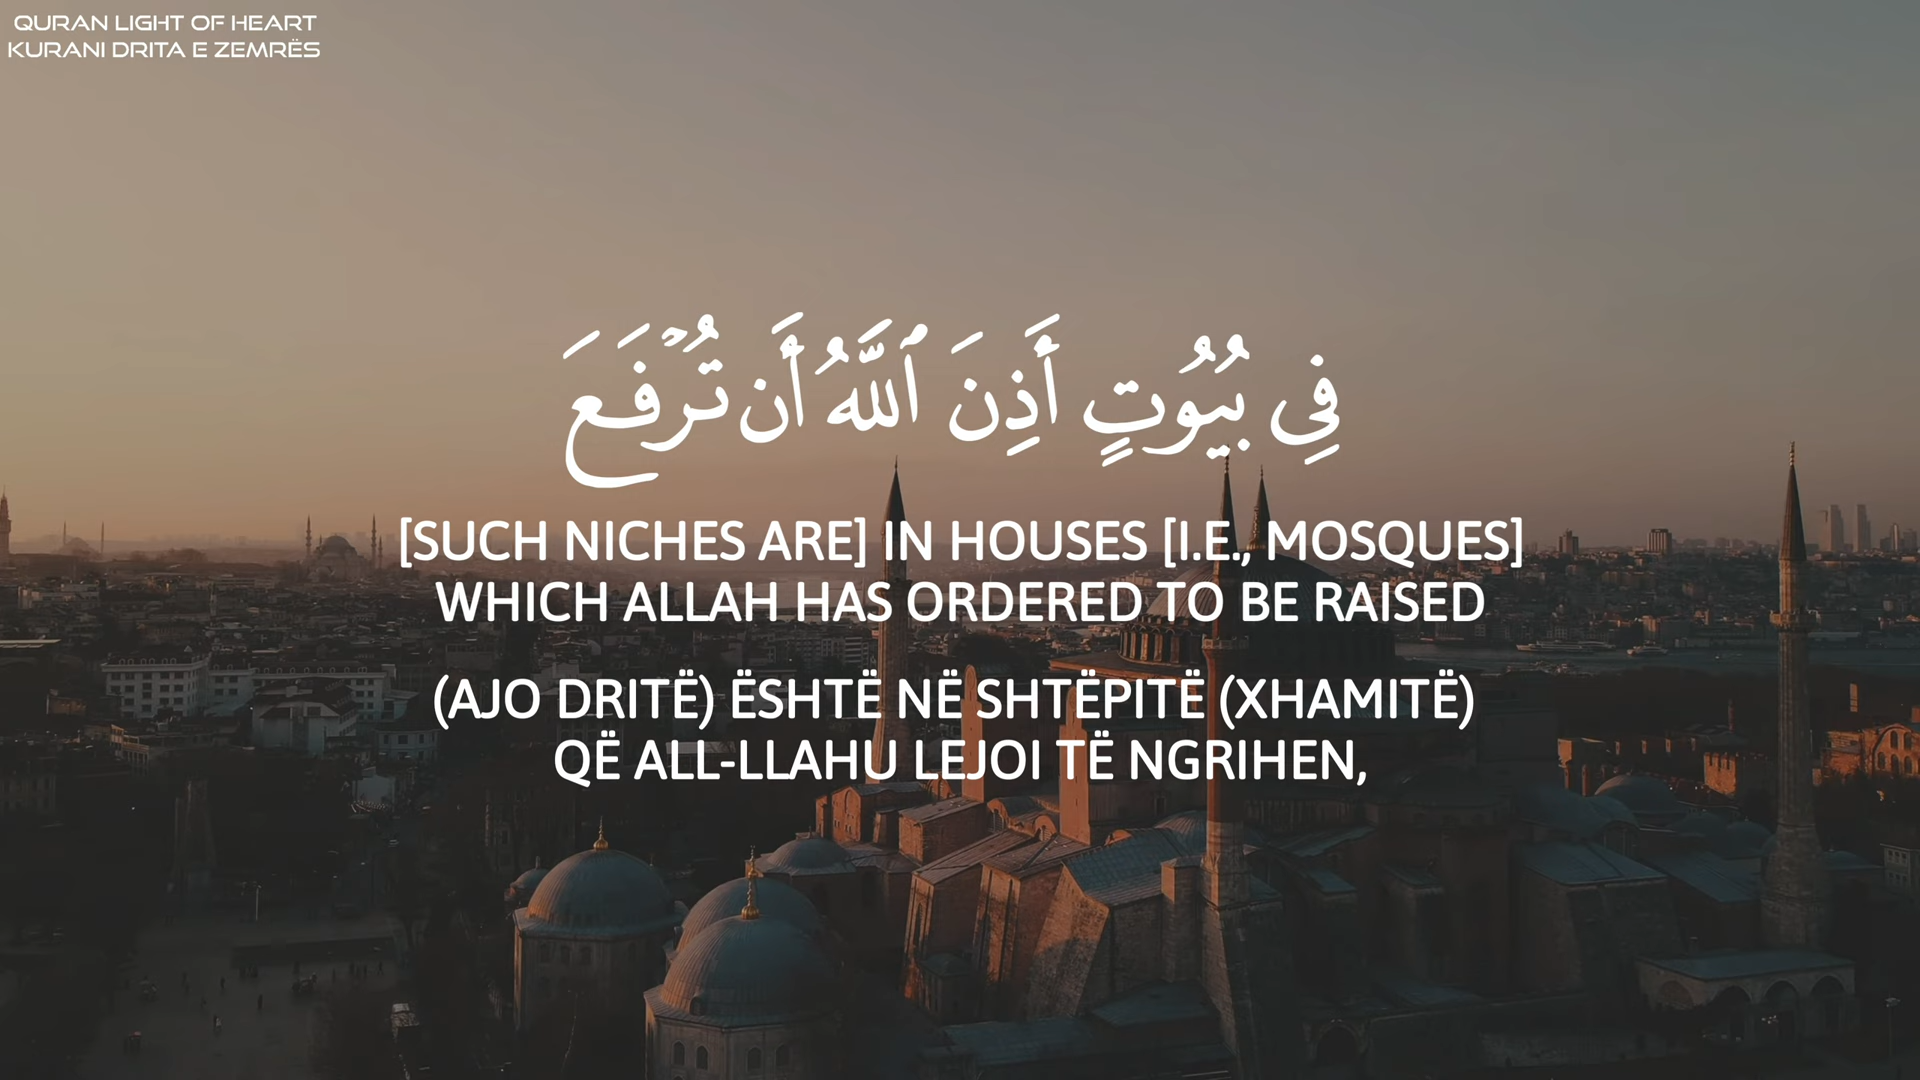 QURAN LIGHT OF HEART
KURANI DRITA E ZEMRËS
فِي بُيُوتٍ أَذِنَ ٱللَّهُ أَن تُرْفَعَ
[SUCH NICHES ARE] IN HOUSES [I.E., MOSQUES]
WHICH ALLAH HAS ORDERED TO BE RAISED
(AJO DRITË) ËSHTË NË SHTËPITË (XHAMITË)
QË ALL-LLAHU LEJOI TË NGRIHEN,